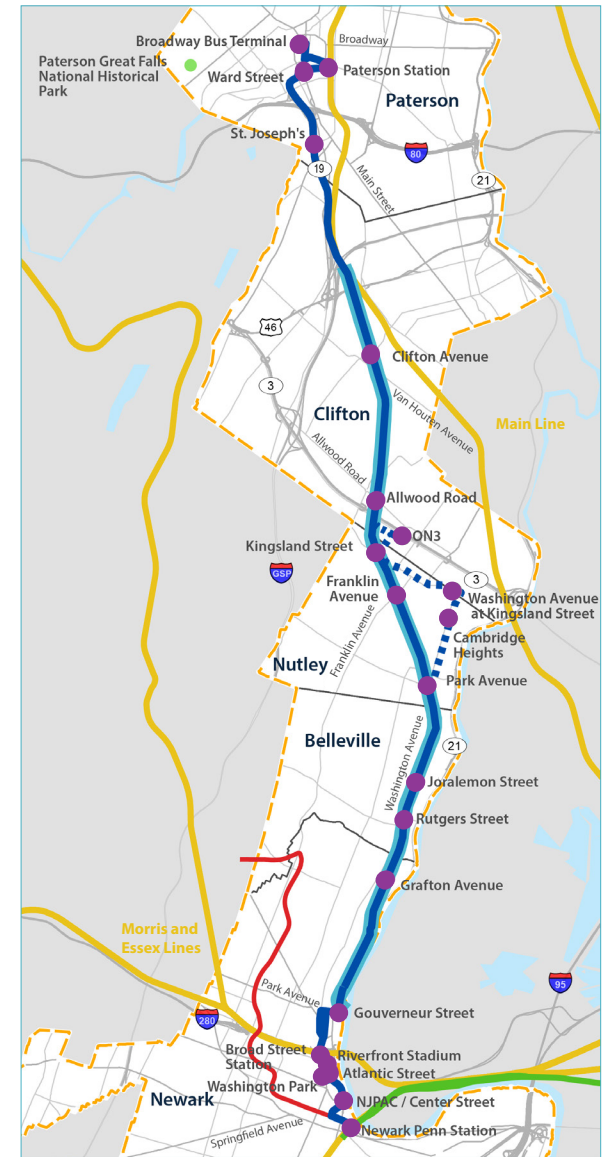 Broadway Bus Terminal
Broadway
Paterson Great Falls
National Historical
Park
Ward Street
Paterson Station
Paterson
St. Joseph's
80
19
Main Street
21
46
Clifton Avenue
3
Van Houten Avenue
Clifton
Main Line
Allwood Road
Allwood Road
ON3
Kingsland Street
GSP
3
Franklin
Avenue
Washington Avenue
at Kingsland Street
Franklin Avenue
Cambridge
Heights
Nutley
Park Avenue
Belleville
21
Washington Avenue
Joralemon Street
Rutgers Street
Grafton Avenue
Morris and
Essex Lines
95
Park Avenue
280
Gouverneur Street
Broad Street
Station
Riverfront Stadium
Atlantic Street
Washington Park
Newark
NJPAC / Center Street
Springfield Avenue
Newark Penn Station